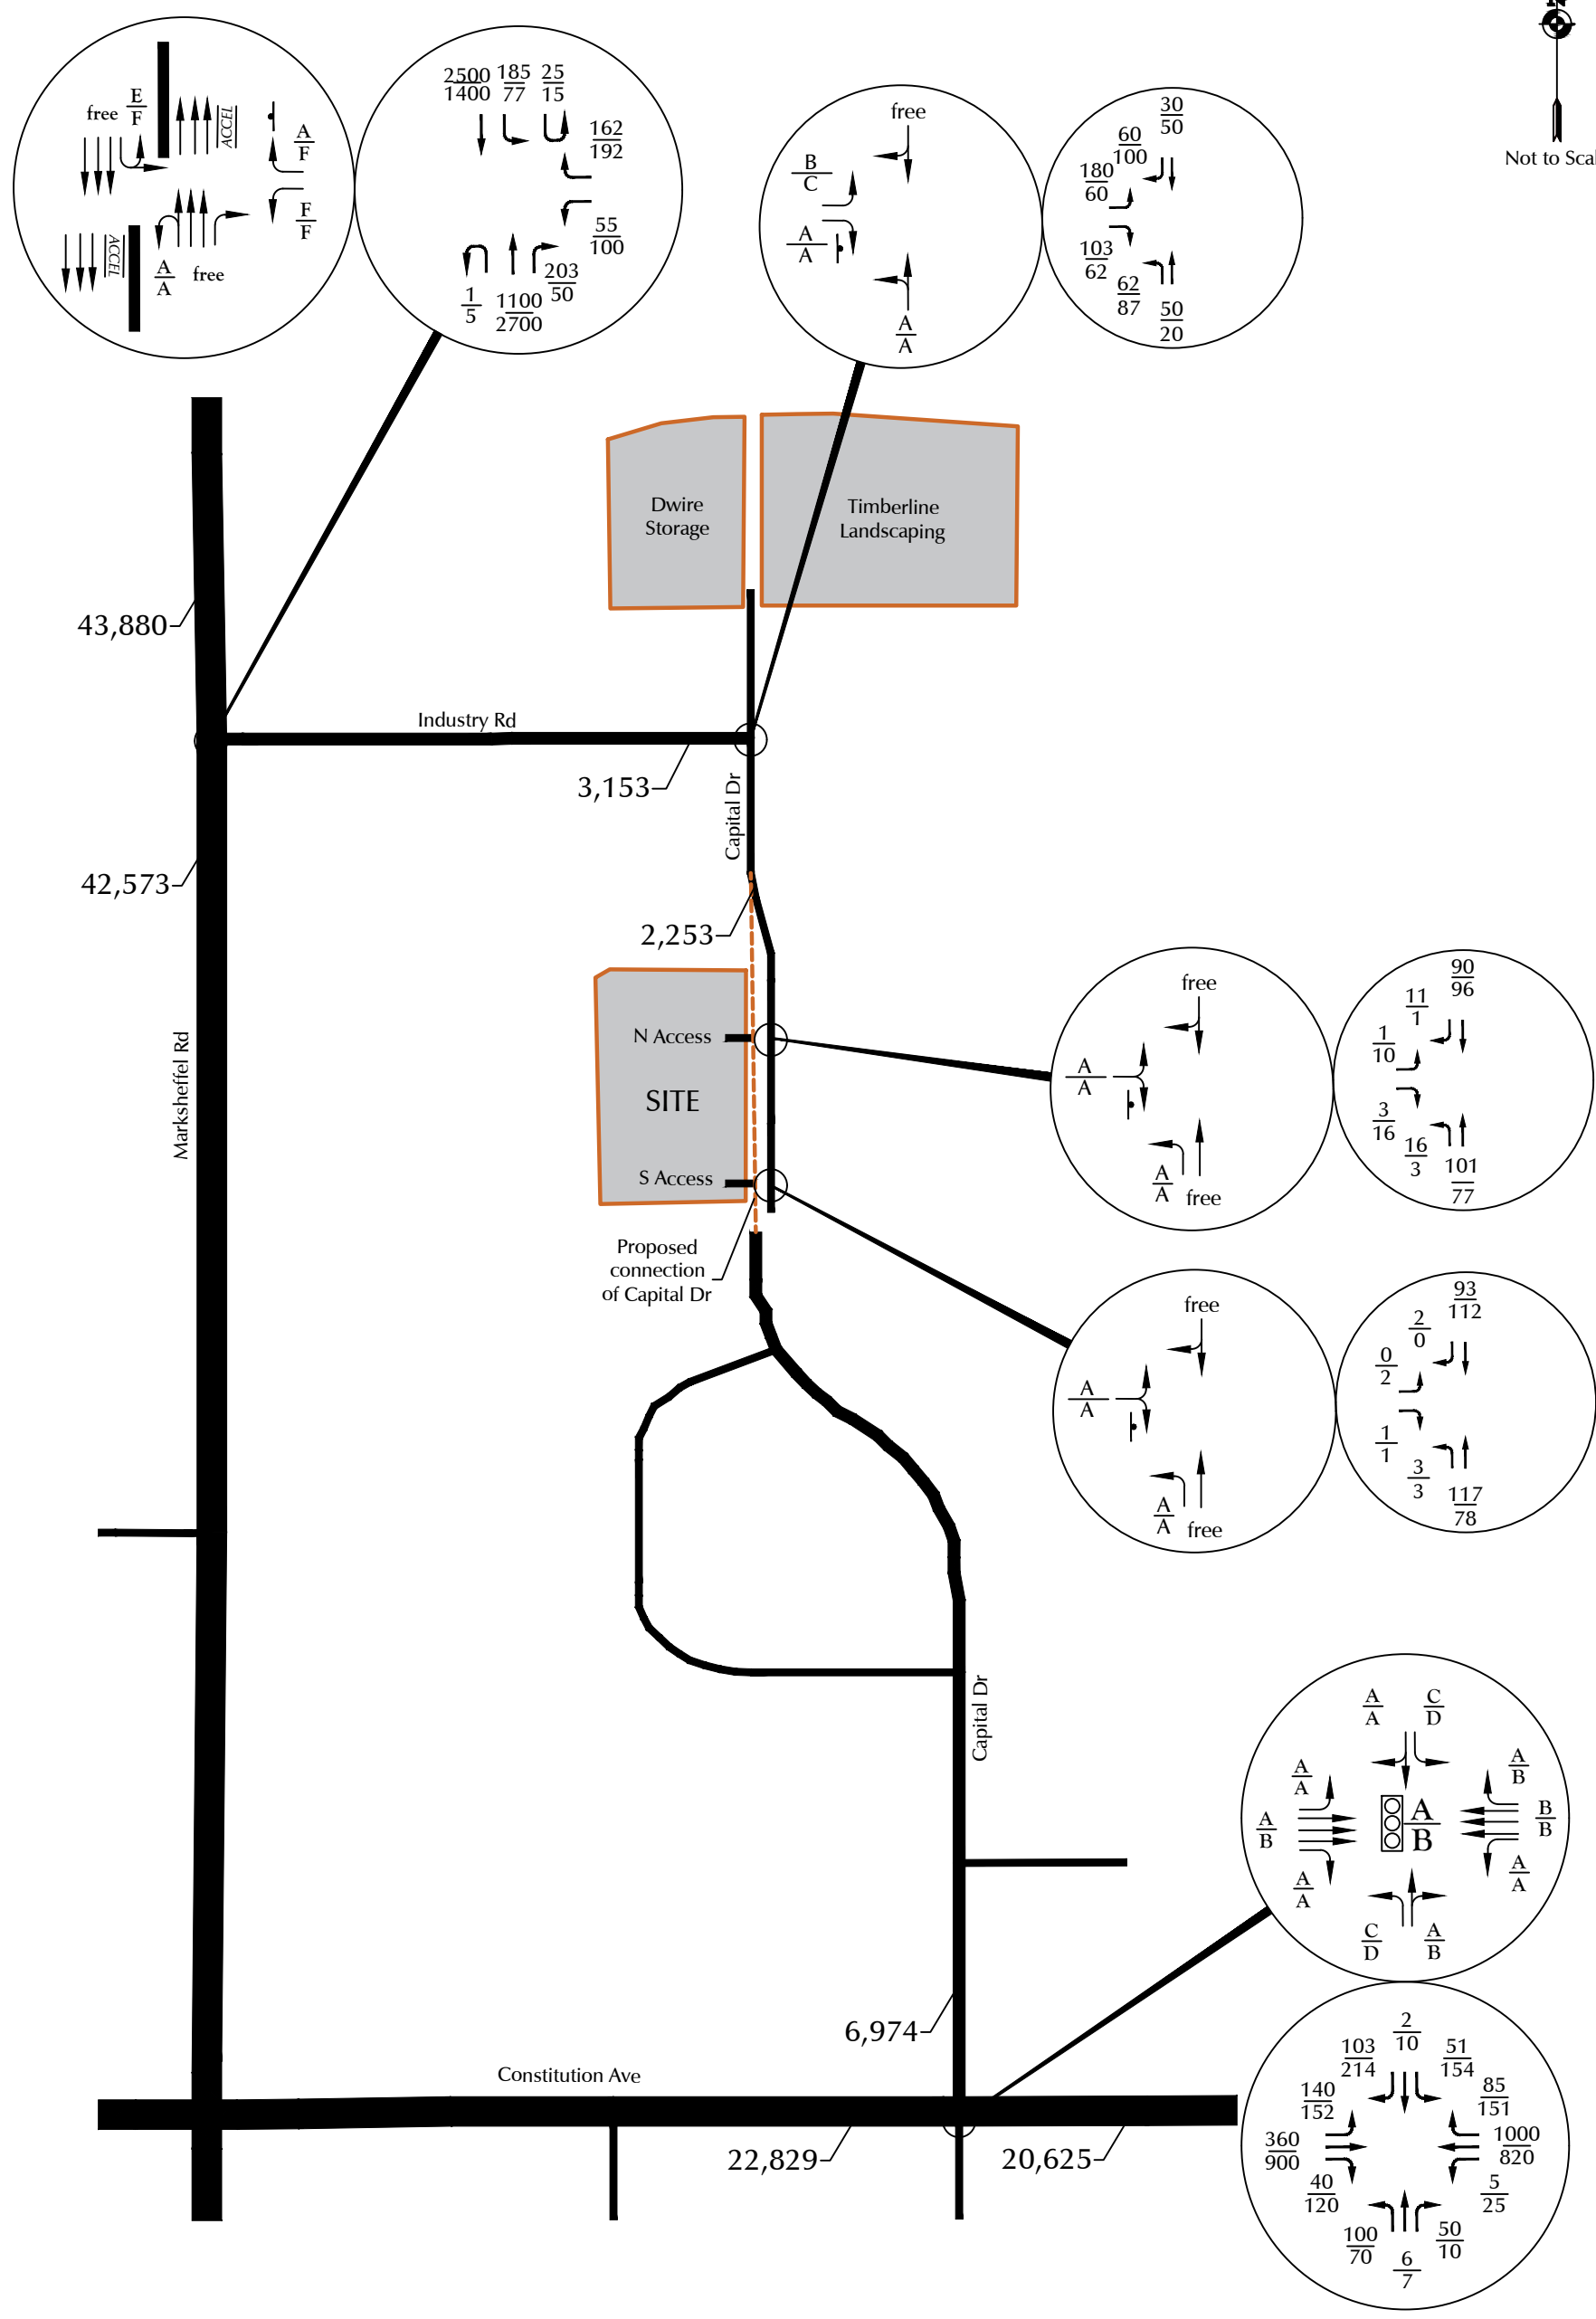 Not to Scal
free
E
F
ACCEL
A
F
F
F
ACCEL
A
A
free
2500
1400
185
77
25
15
162
192
55
100
203
50
1
5
1100
2700
free
B
C
A
A
A
A
30
50
60
100
180
60
103
62
62
87
50
20
Dwire
Storage
Timberline
Landscaping
43,880
Industry Rd
3,153
Capital Dr
42,573
2,253
Marksheffel Rd
N Access
SITE
S Access
Proposed
connection
of Capital Dr
free
A
A
A
A
free
90
96
11
1
1
10
3
16
16
3
101
77
free
A
A
A
A
free
93
112
2
0
0
2
1
1
3
3
117
78
Capital Dr
A
A
C
D
A
A
A
B
A
B
A
B
B
B
A
A
A
A
C
D
A
B
6,974
Constitution Ave
22,829
20,625
2
10
103
214
51
154
140
152
85
151
360
900
1000
820
40
120
5
25
100
70
50
10
6
7